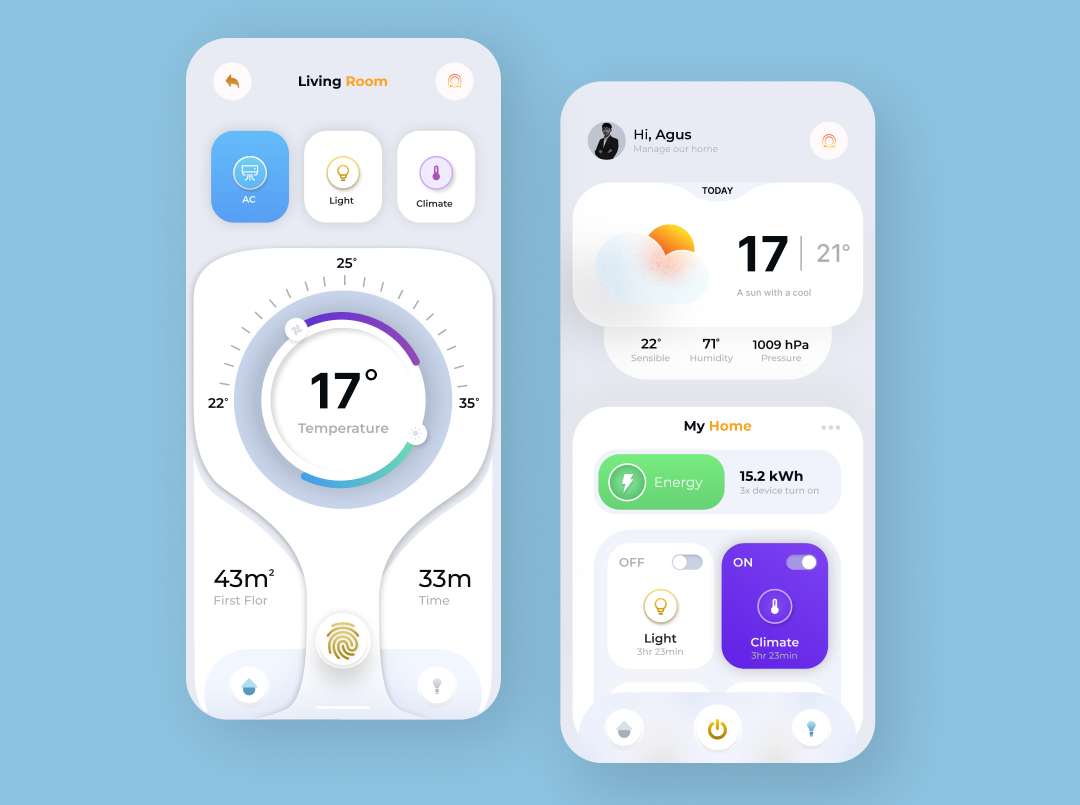 Living Room
AC
Light
Climate
25°
22°
35°
17°
Temperature
43m²
First Flor
33m
Time
Hi, Agus
Manage our home
TODAY
17 21°
A sun with a cool
22° 71° 1009 hPa
Sensible Humidity Pressure
My Home
Energy
15.2 kWh
3x device turn on
OFF
Light
3hr 23min
ON
Climate
3hr 23min